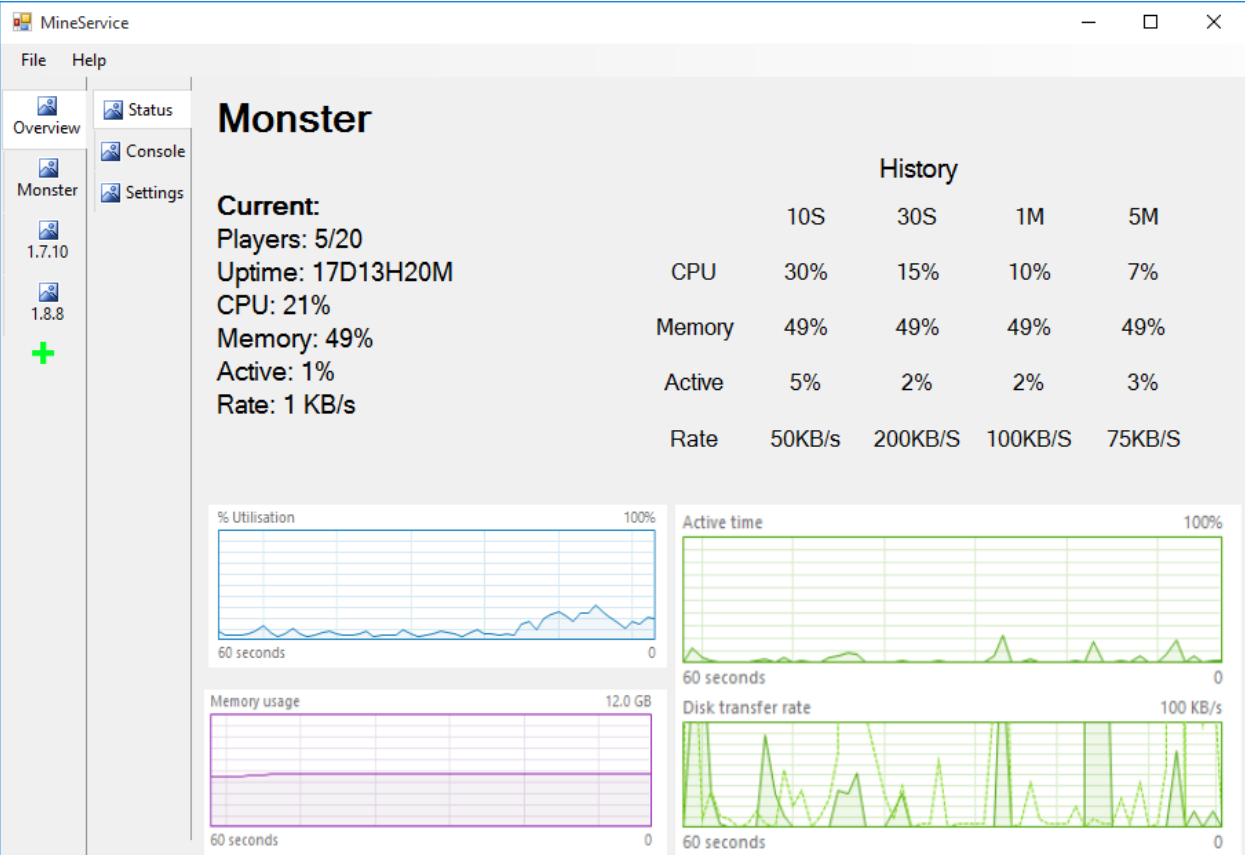 MineService
File Help
Overview
Monster
1.7.10
1.8.8
Status
Console
Settings
Monster
Current:
Players: 5/20
Uptime: 17D13H20M
CPU: 21%
Memory: 49%
Active: 1%
Rate: 1 KB/s
History
10S 30S 1M 5M
CPU 30% 15% 10% 7%
Memory 49% 49% 49% 49%
Active 5% 2% 2% 3%
Rate 50KB/s 200KB/S 100KB/S 75KB/S
% Utilisation 100%
60 seconds 0
Memory usage 12.0 GB
60 seconds 0
Active time 100%
60 seconds 0
Disk transfer rate 100 KB/s
60 seconds 0